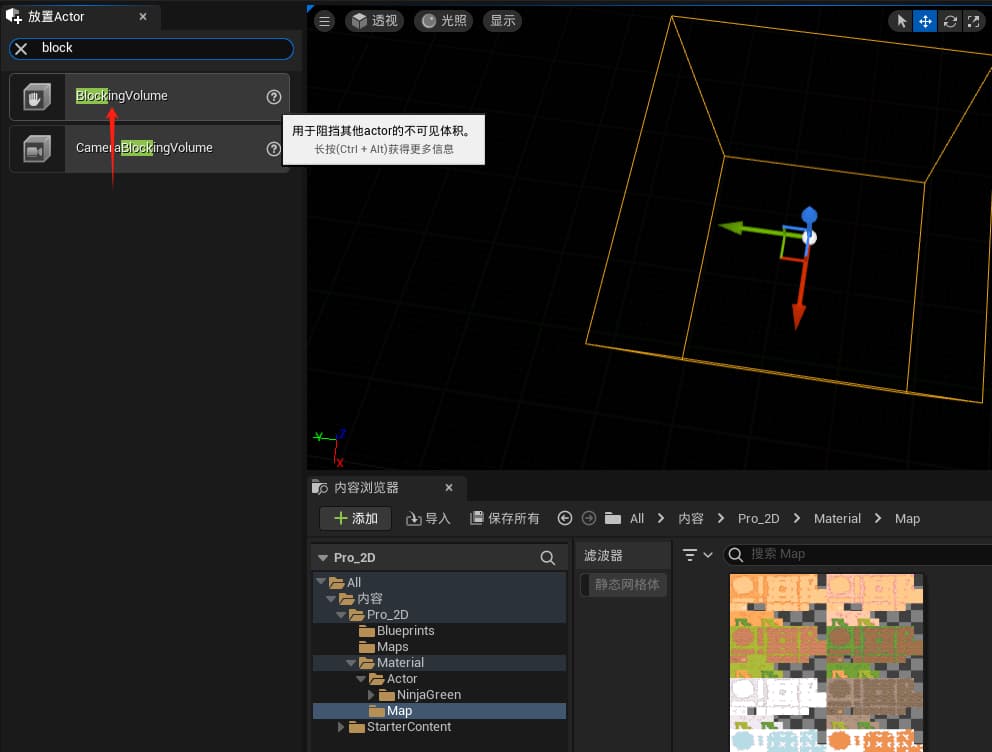 放置Actor
block
BlockingVolume
CameraBlockingVolume
用于阻挡其他actor的不可见体积。
长按(Ctrl + Alt)获得更多信息
透视
光照
显示
Y
Z
X
内容浏览器
添加
导入
保存所有
All
内容
Pro_2D
Material
Map
Pro_2D
All
内容
Pro_2D
Blueprints
Maps
Material
Actor
NinjaGreen
Map
StarterContent
滤波器
静态网格体
搜索 Map